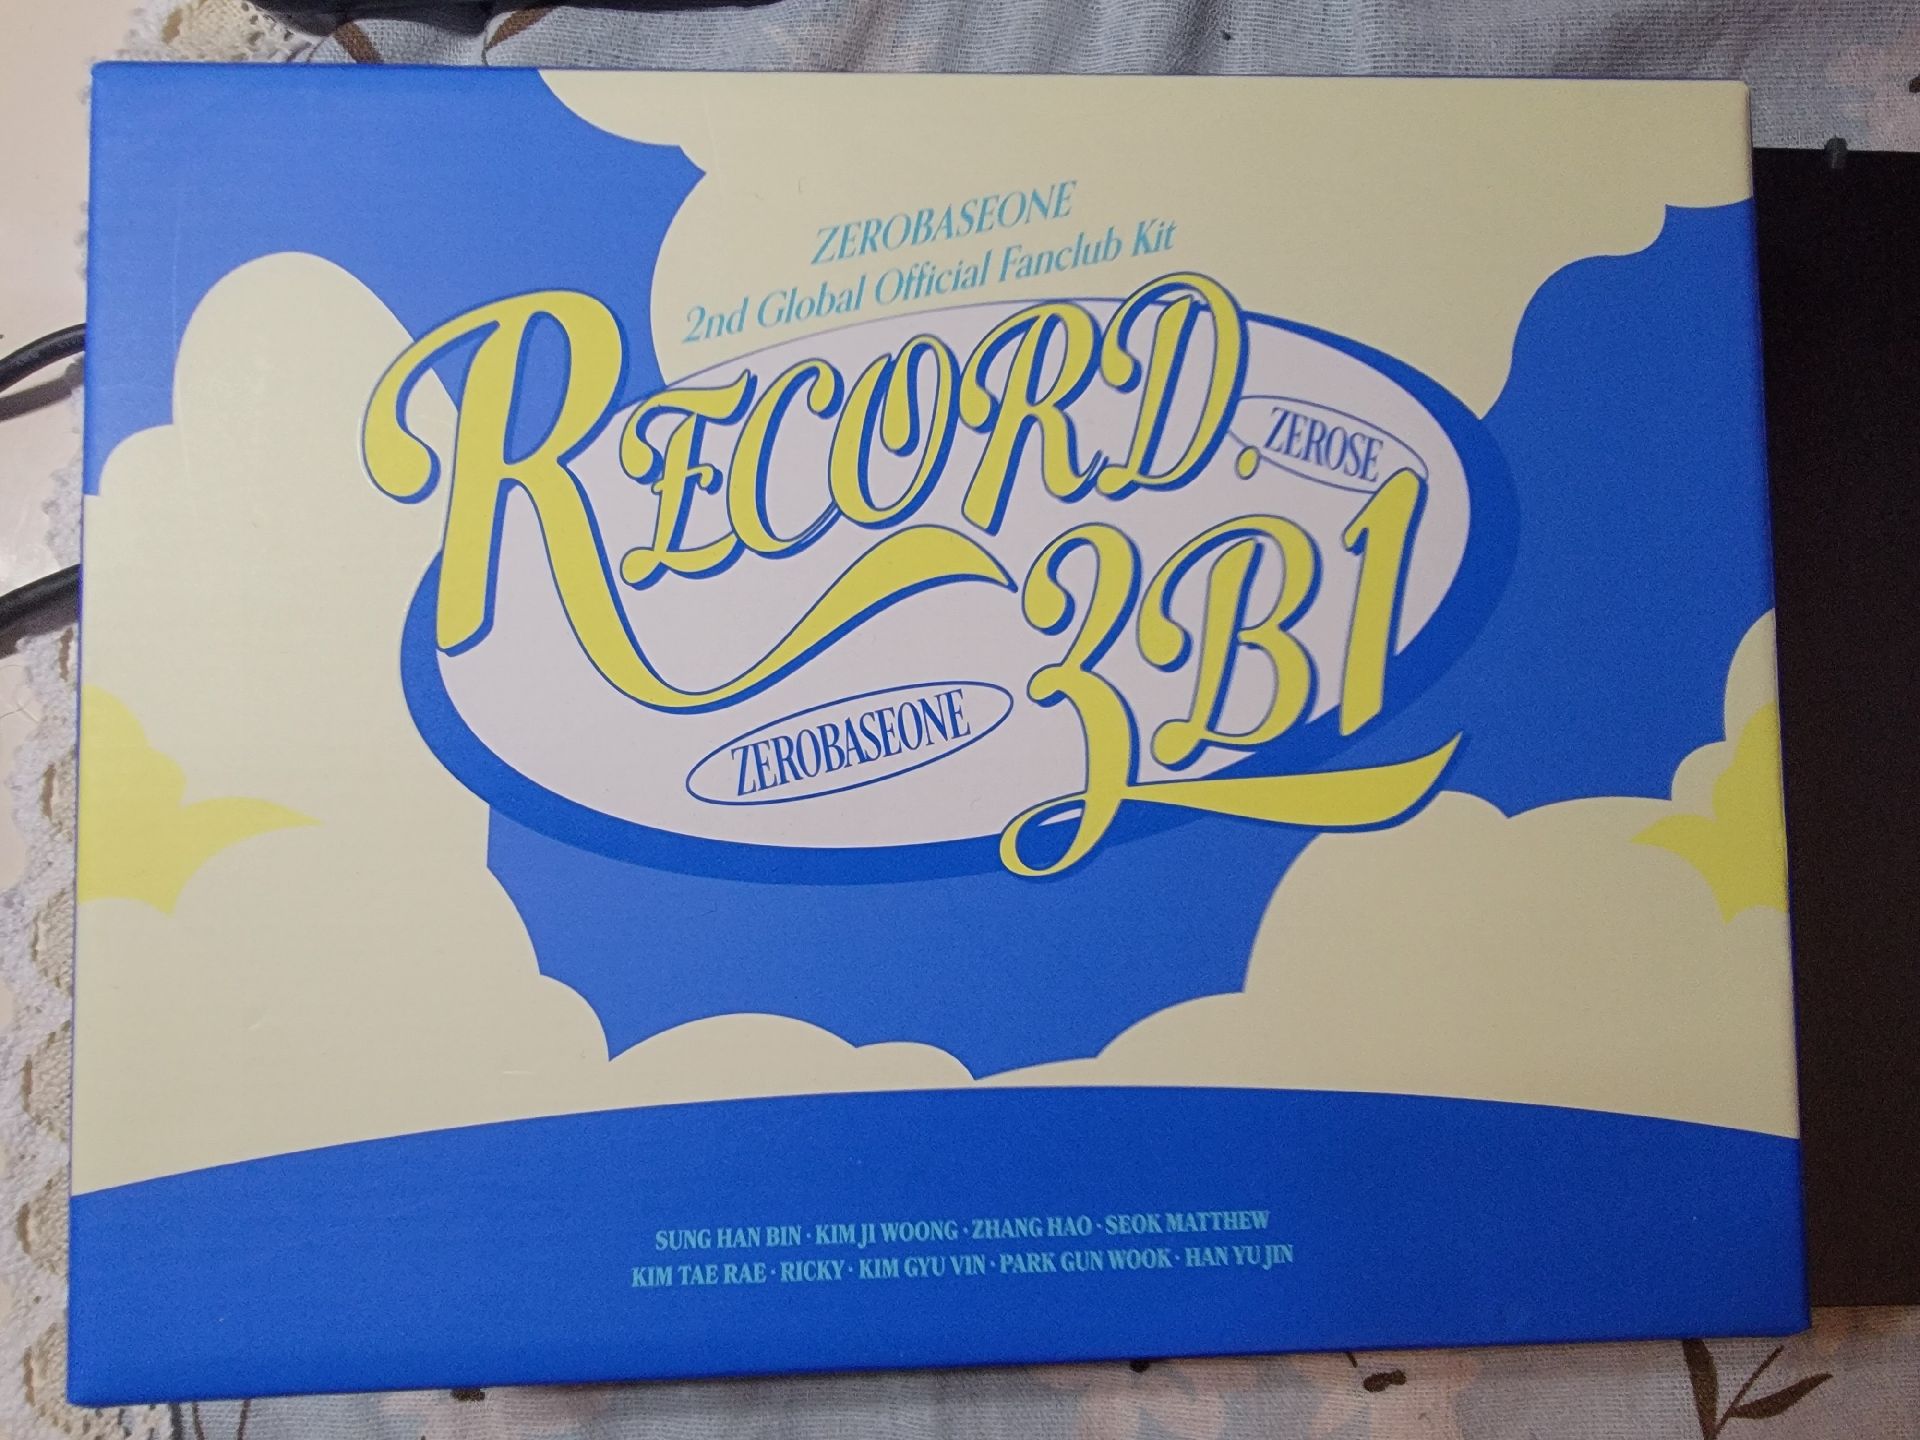 ZEROBASEONE
2nd Global Official Fanclub Kit
RECORD.
ZEROSE
ZB1
ZEROBASEONE
SUNG HAN BIN · KIM JI WOONG · ZHANG HAO · SEOK MATTHEW
KIM TAE RAE · RICKY · KIM GYU VIN · PARK GUN WOOK · HAN YU JIN